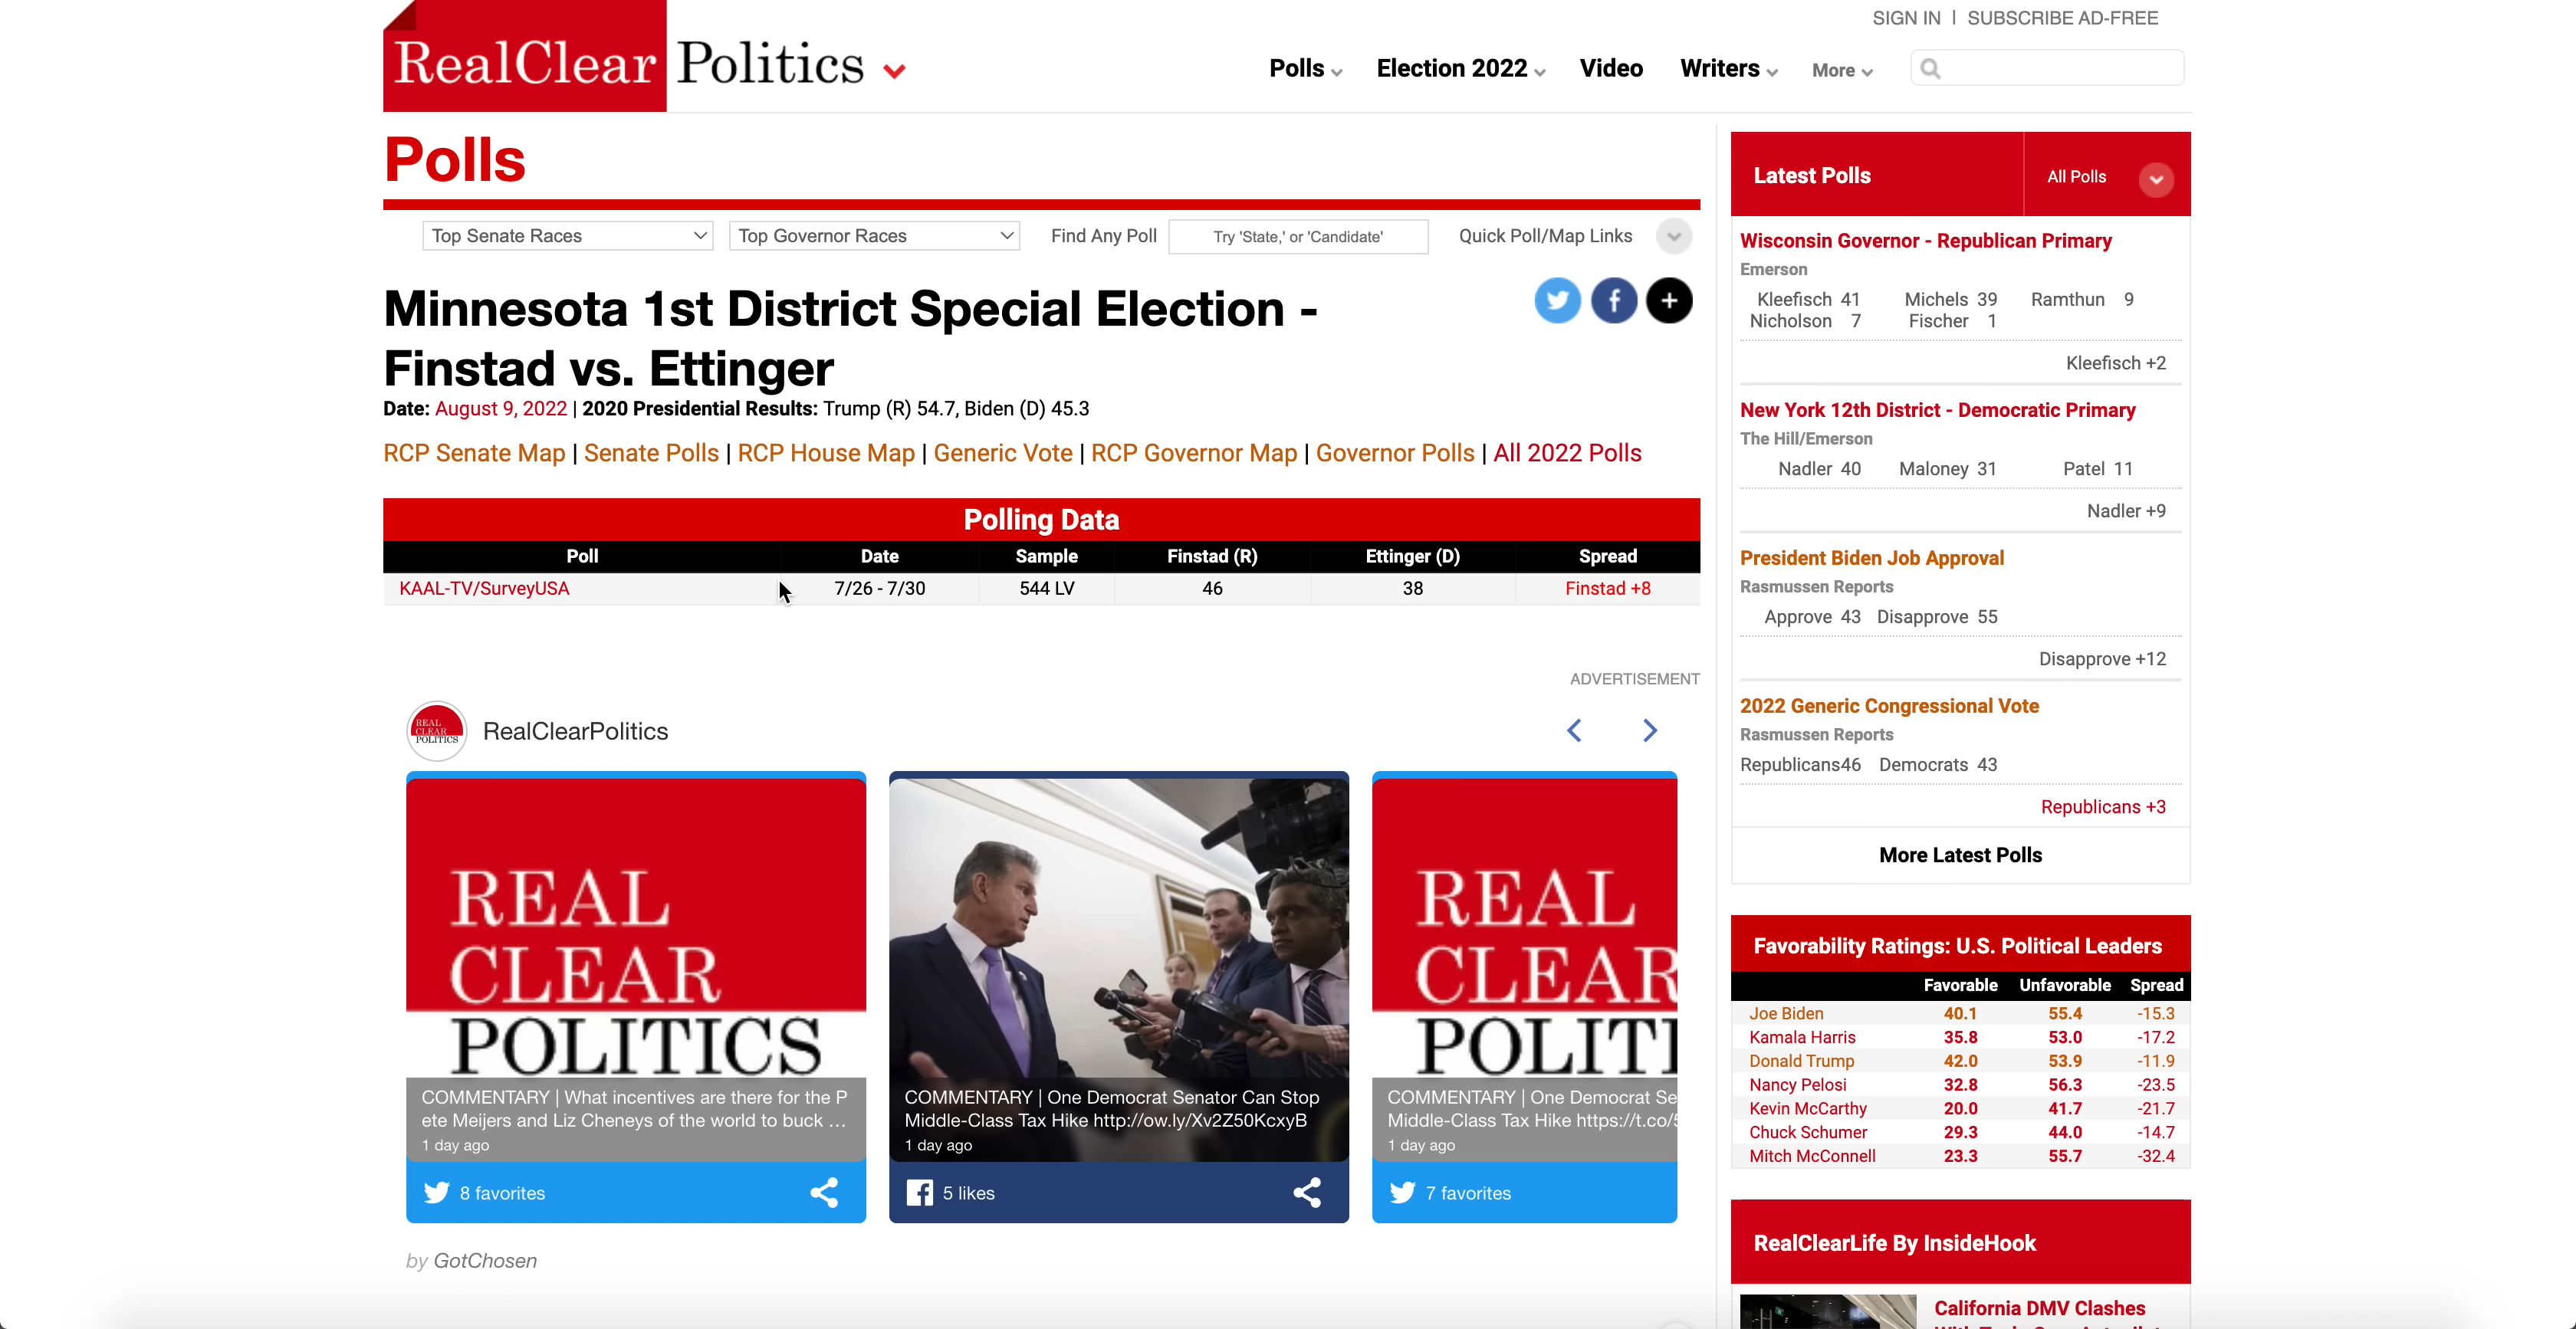 RealClear Politics
SIGN IN | SUBSCRIBE AD-FREE
Polls Election 2022 Video Writers More
Polls
Top Senate Races Top Governor Races Find Any Poll Try 'State,' or 'Candidate' Quick Poll/Map Links
Minnesota 1st District Special Election -
Finstad vs. Ettinger
Date: August 9, 2022 | 2020 Presidential Results: Trump (R) 54.7, Biden (D) 45.3
RCP Senate Map | Senate Polls | RCP House Map | Generic Vote | RCP Governor Map | Governor Polls | All 2022 Polls
Polling Data
Poll Date Sample Finstad (R) Ettinger (D) Spread
KAAL-TV/SurveyUSA 7/26 - 7/30 544 LV 46 38 Finstad +8
ADVERTISEMENT
REAL
CLEAR
POLITICS
RealClearPolitics
REAL
CLEAR
POLITICS
COMMENTARY | What incentives are there for the P
ete Meijers and Liz Cheneys of the world to buck ...
1 day ago
8 favorites
COMMENTARY | One Democrat Senator Can Stop
Middle-Class Tax Hike http://ow.ly/Xv2Z50KcxyB
1 day ago
5 likes
REAL
CLEAR
POLITI
COMMENTARY | One Democrat Se
Middle-Class Tax Hike https://t.co/
1 day ago
7 favorites
by GotChosen
Latest Polls All Polls
Wisconsin Governor - Republican Primary
Emerson
Kleefisch 41 Michels 39 Ramthun 9
Nicholson 7 Fischer 1
Kleefisch +2
New York 12th District - Democratic Primary
The Hill/Emerson
Nadler 40 Maloney 31 Patel 11
Nadler +9
President Biden Job Approval
Rasmussen Reports
Approve 43 Disapprove 55
Disapprove +12
2022 Generic Congressional Vote
Rasmussen Reports
Republicans46 Democrats 43
Republicans +3
More Latest Polls
Favorability Ratings: U.S. Political Leaders
Favorable Unfavorable Spread
Joe Biden 40.1 55.4 -15.3
Kamala Harris 35.8 53.0 -17.2
Donald Trump 42.0 53.9 -11.9
Nancy Pelosi 32.8 56.3 -23.5
Kevin McCarthy 20.0 41.7 -21.7
Chuck Schumer 29.3 44.0 -14.7
Mitch McConnell 23.3 55.7 -32.4
RealClearLife By InsideHook
California DMV Clashes